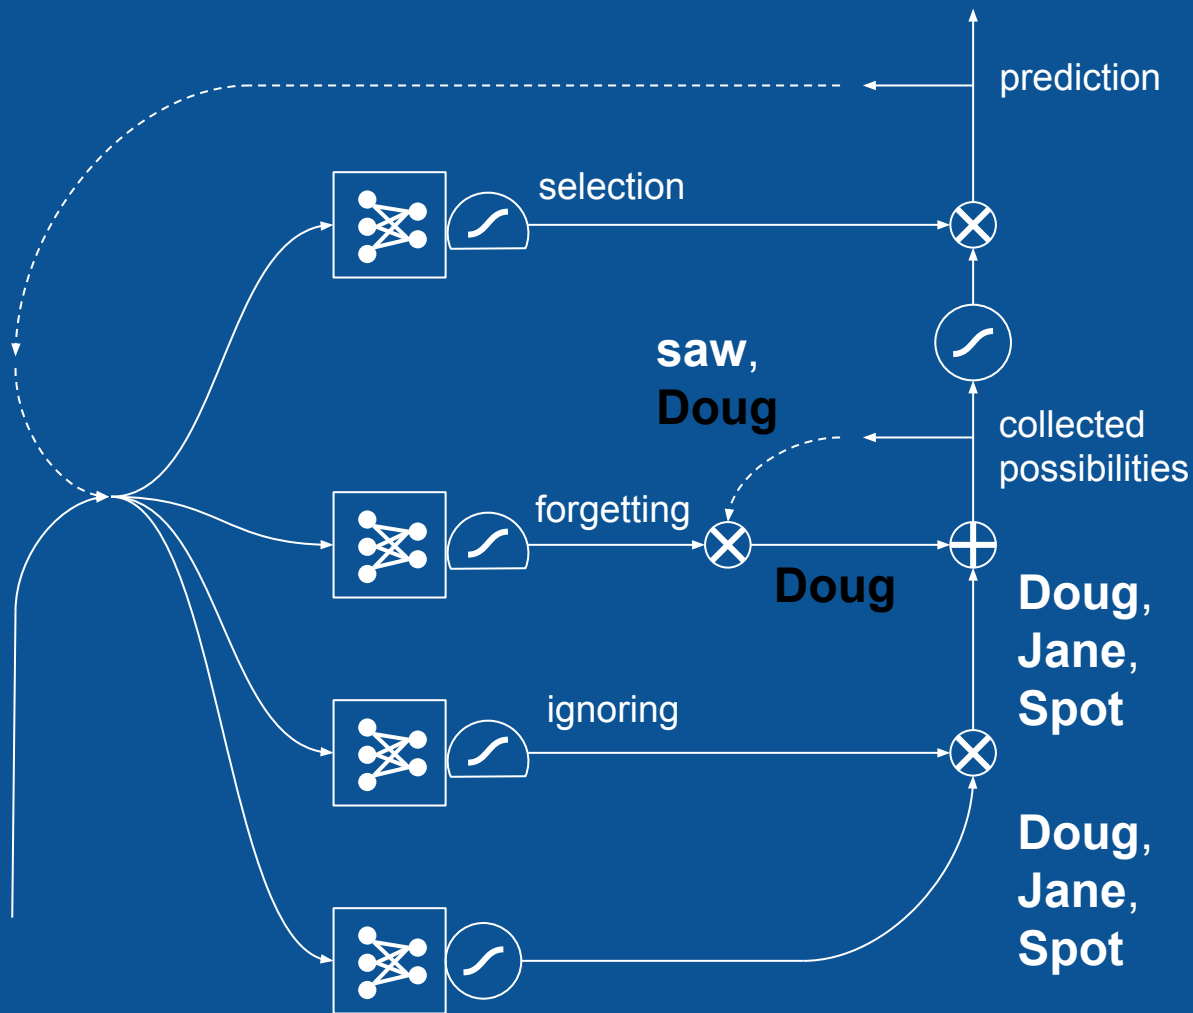 prediction
selection
saw,
Doug
collected
possibilities
forgetting
Doug
Doug,
Jane,
Spot
ignoring
Doug,
Jane,
Spot